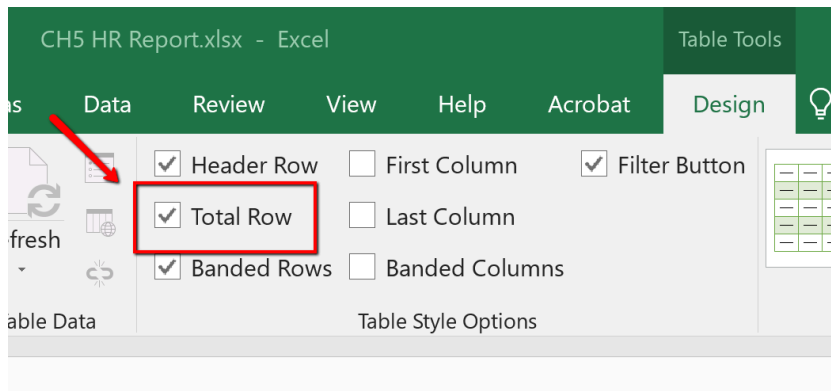 CH5 HR Report.xlsx - Excel
Table Tools
Data Review View Help Acrobat Design
Header Row First Column Filter Button
Total Row Last Column
Banded Rows Banded Columns
Table Style Options